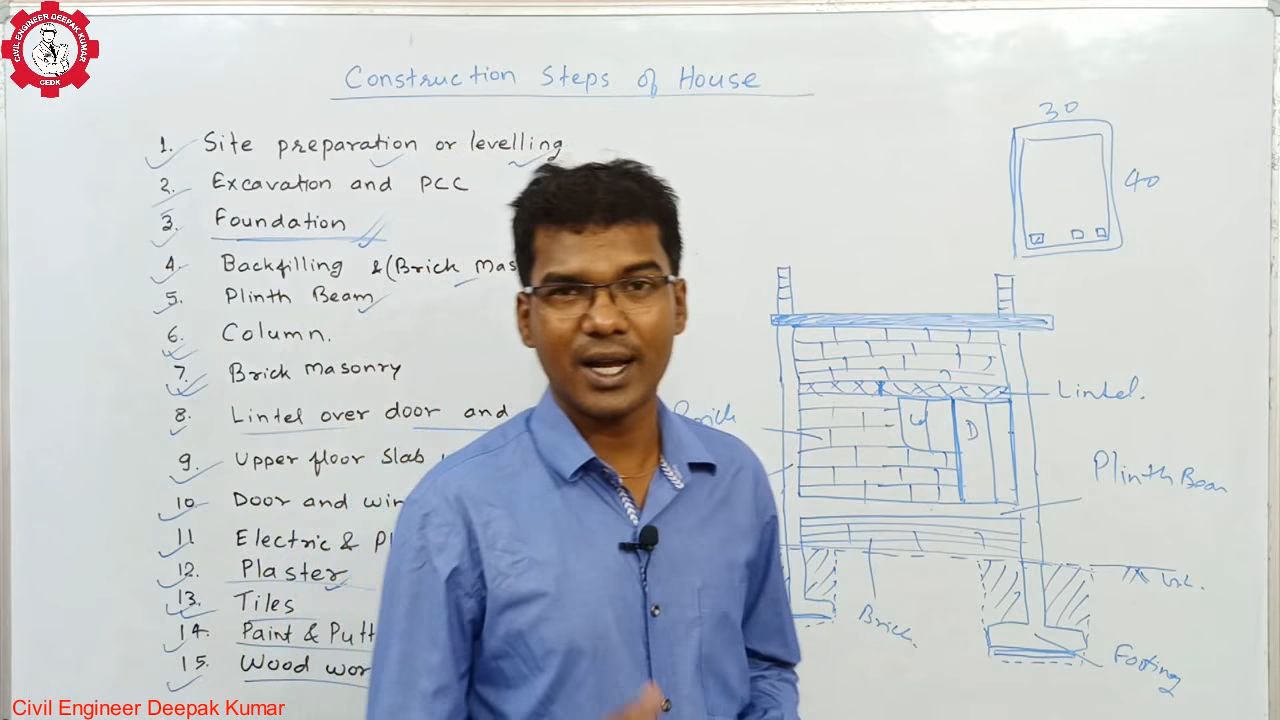 CIVIL ENGINEER DEEPAK KUMAR
CEDK
Construction Steps of House
1. Site preparation or levelling
2. Excavation and PCC
3. Foundation
4. Backfilling & (Brick Mas
5. Plinth Beam
6. Column.
7. Brick Masonry
8. Lintel over door and
9. Upper floor Slab
10. Door and win
11 Electric & Pl
12. Plaster
13. Tiles
14. Paint & Putt
15. Wood wor
30
40
Lintel.
Brick
W
D
Plinth Beam
G.L.
Brick.
Footing
Civil Engineer Deepak Kumar